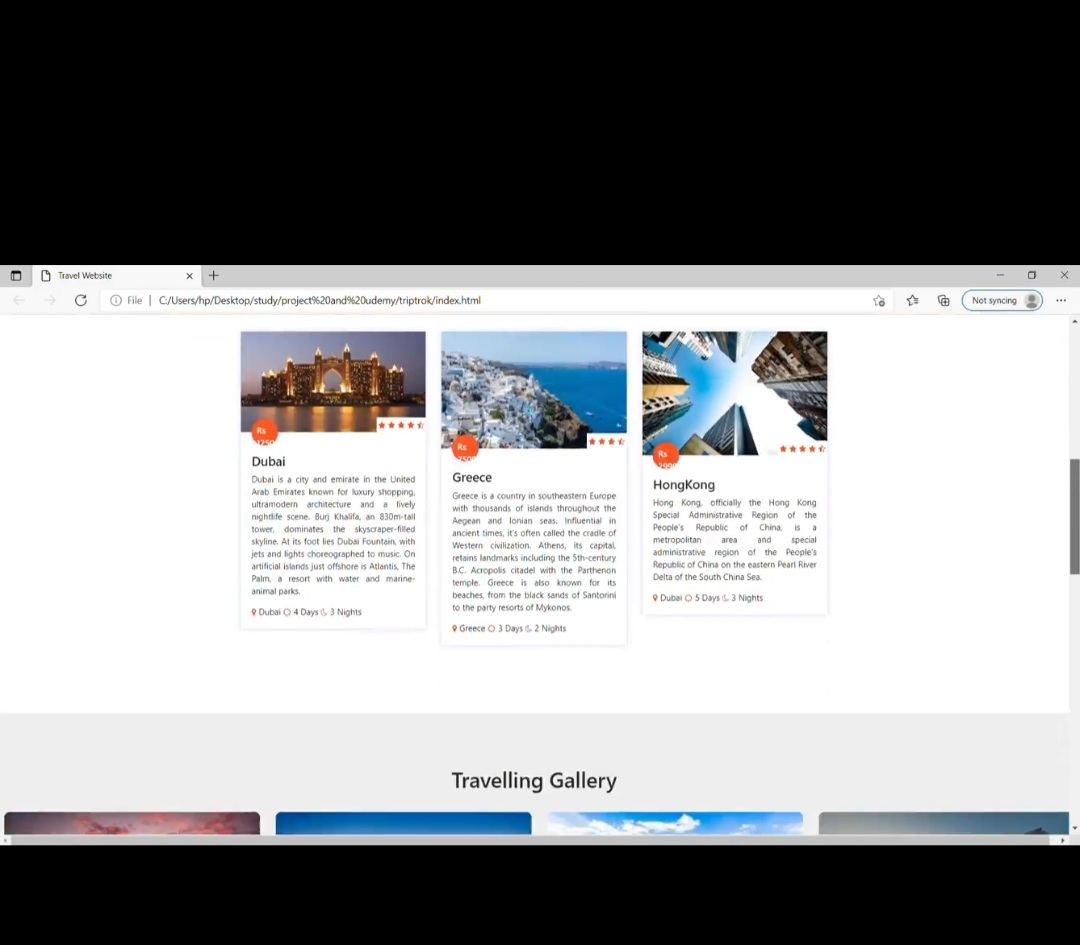 Travel Website
File | C:/Users/hp/Desktop/study/project%20and%20udemy/triptrok/index.html
Not syncing
Rs
Dubai
Dubai is a city and emirate in the United
Arab Emirates known for luxury shopping,
ultramodern architecture and a lively
nightlife scene. Burj Khalifa, an 830m-tall
tower, dominates the skyscraper-filled
skyline. At its foot lies Dubai Fountain, with
jets and lights choreographed to music. On
artificial islands just offshore is Atlantis, The
Palm, a resort with water and marine-
animal parks.
Dubai 4 Days 3 Nights
Rs
Greece
Greece is a country in southeastern Europe
with thousands of islands throughout the
Aegean and Ionian seas. Influential in
ancient times, it's often called the cradle of
Western civilization. Athens, its capital,
retains landmarks including the 5th-century
B.C. Acropolis citadel with the Parthenon
temple. Greece is also known for its
beaches, from the black sands of Santorini
to the party resorts of Mykonos.
Greece 3 Days 2 Nights
Rs
HongKong
Hong Kong, officially the Hong Kong
Special Administrative Region of the
People's Republic of China, is a
metropolitan area and special
administrative region of the People's
Republic of China on the eastern Pearl River
Delta of the South China Sea.
Dubai 5 Days 3 Nights
Travelling Gallery